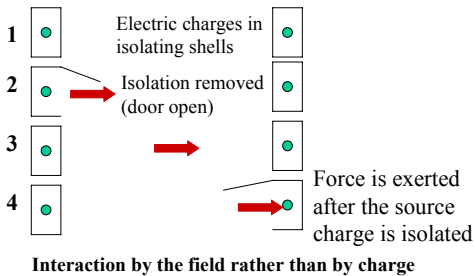 1
Electric charges in
isolating shells
2
Isolation removed
(door open)
3
4
Force is exerted
after the source
charge is isolated
Interaction by the field rather than by charge